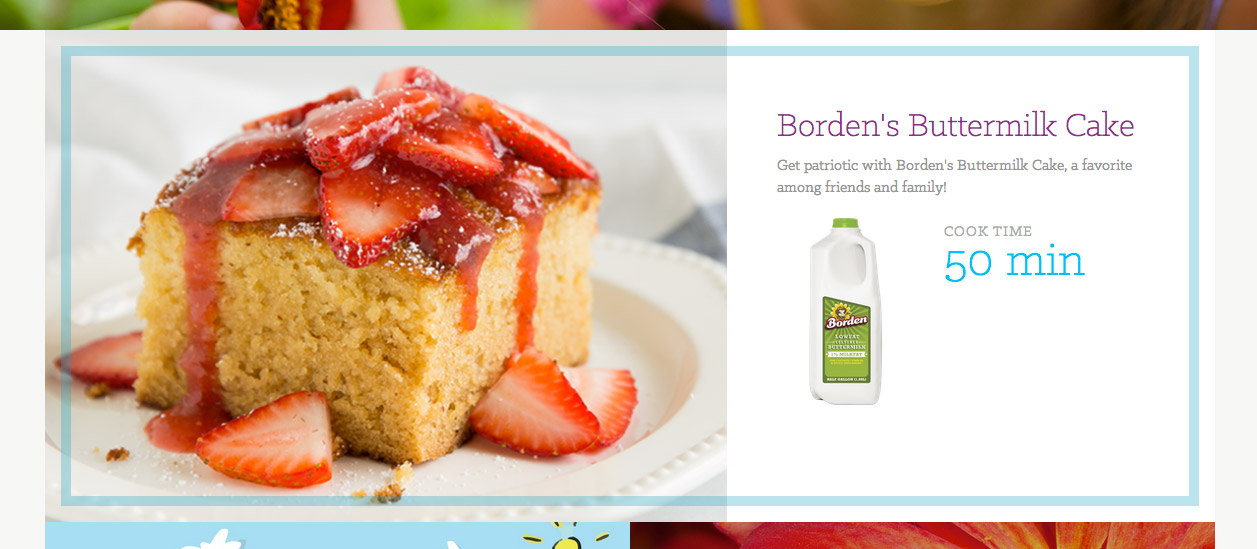 Borden's Buttermilk Cake
Get patriotic with Borden's Buttermilk Cake, a favorite
among friends and family!
COOK TIME
50 min
Borden
LOWFAT
CULTURED
BUTTERMILK
1% MILKFAT
HALF GALLON (1.89L)